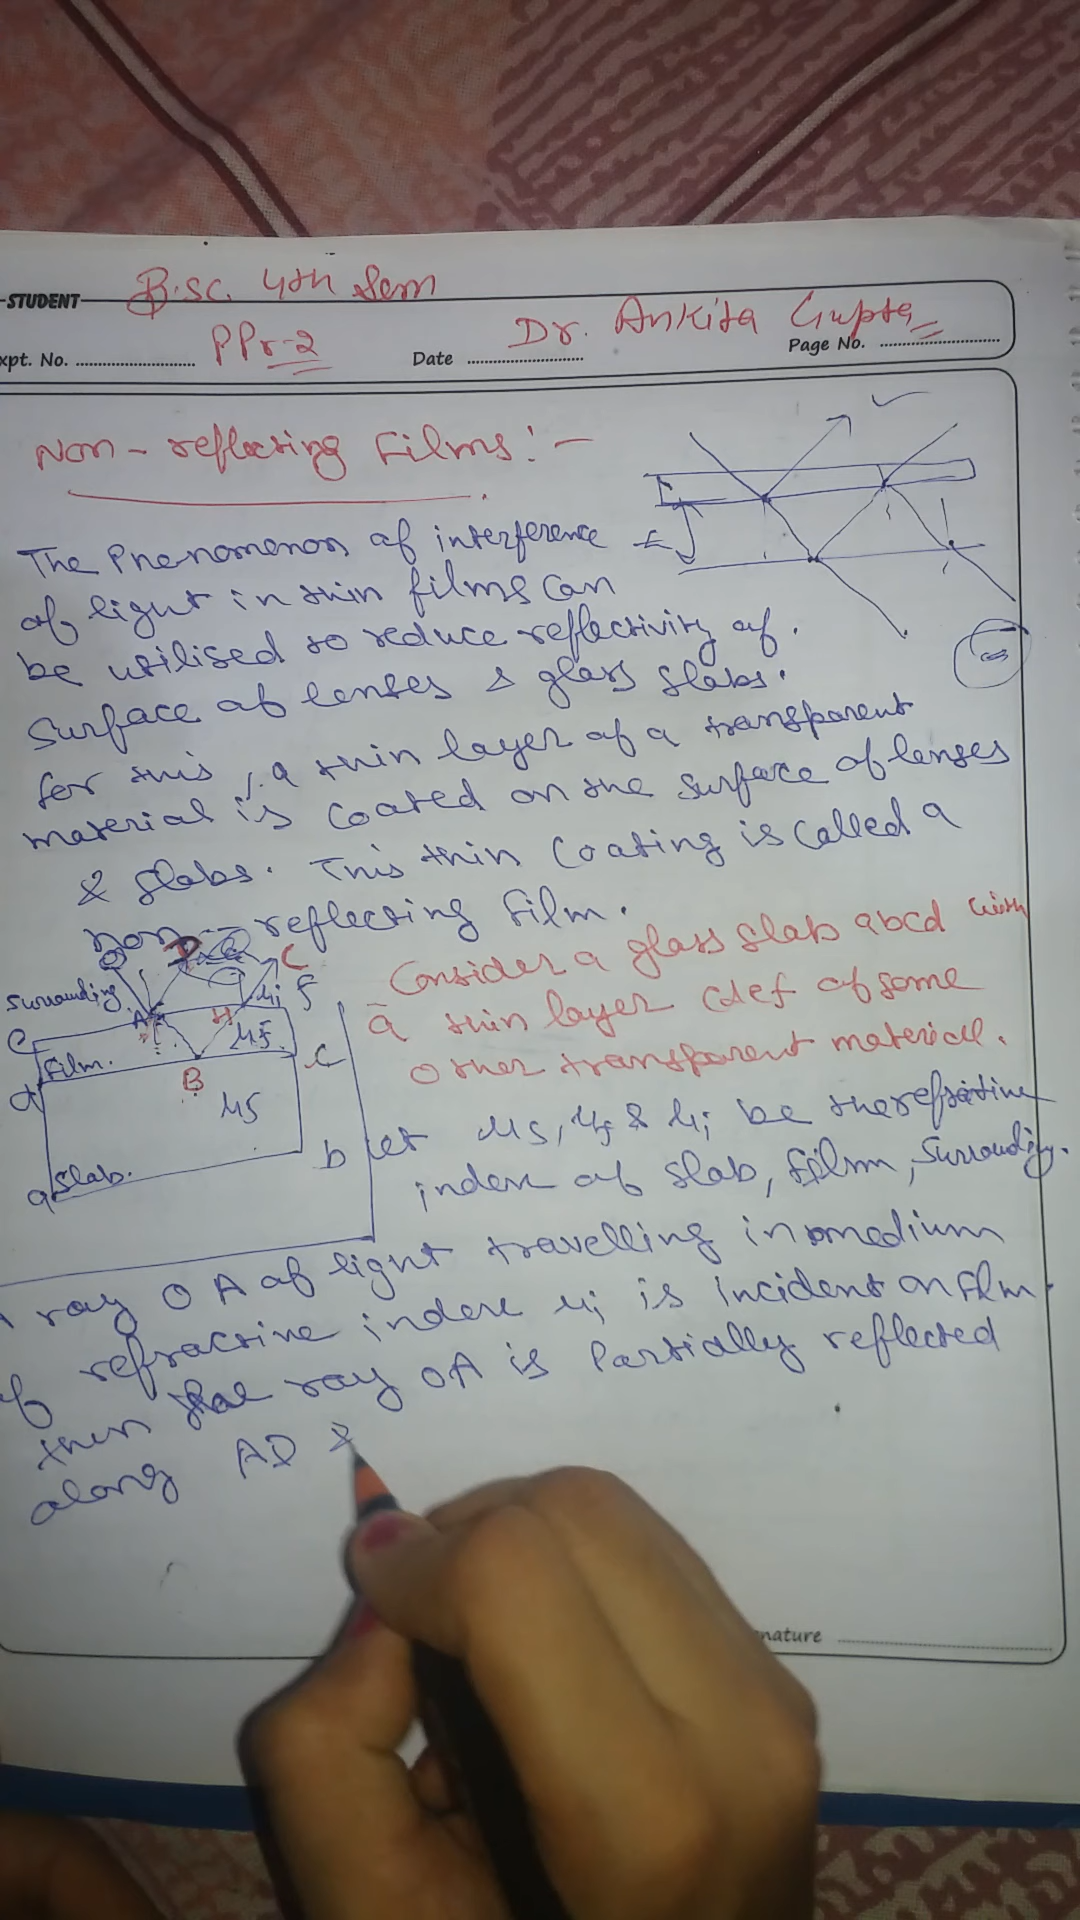 B.sc. 4th Sem
STUDENT
PPr-2
Dr. Ankita Gupta
xpt. No.
Date
Page No.
Non-reflecting Films:-
The Phenomenon of interference
of light in thin films can
be utilised to reduce reflectivity of
Surface of lenses & glass slabs.
for this, a thin layer of a transparent
material is coated on the surface of lenses
& slabs. This thin coating is called a
non-reflecting film.
Consider a glass slab abcd with
a thin layer cdef of some
other transparent material.
Surrounding
O
D
C
A
H
μi
f
e
film.
μf
c
d
B
μs
b
a
Slab.
t
let μs, μf & μi be the refractive
index of slab, film, surrounding.
ray OA of light travelling in medium
of refractive index μi is incident on film.
then the ray OA is Partially reflected
along AD &
nature